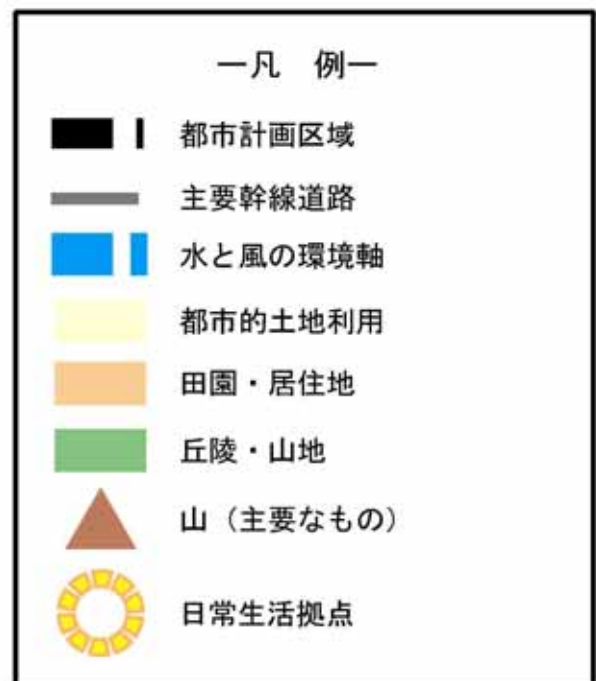 ―凡　例―
都市計画区域
主要幹線道路
水と風の環境軸
都市的土地利用
田園・居住地
丘陵・山地
山（主要なもの）
日常生活拠点